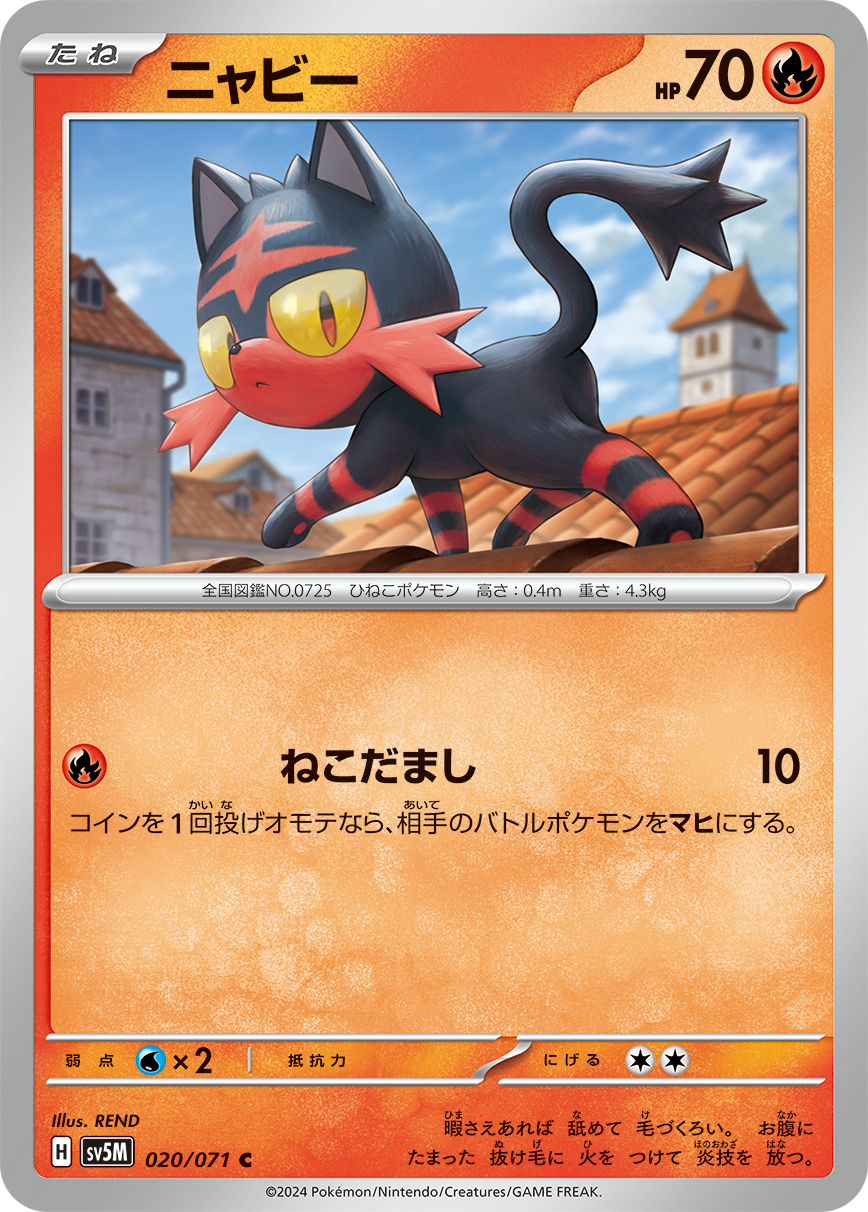 たね
ニャビー
HP70
全国図鑑NO.0725 ひねこポケモン 高さ:0.4m 重さ:4.3kg
ねこだまし 10
コインを1回投げオモテなら、相手のバトルポケモンをマヒにする。
弱点 ×2 抵抗力 にげる
Illus. REND
暇さえあれば 舐めて 毛づくろい。 お腹に
たまった 抜け毛に 火を つけて 炎技を 放つ。
H SV5M 020/071 C
©2024 Pokémon/Nintendo/Creatures/GAME FREAK.